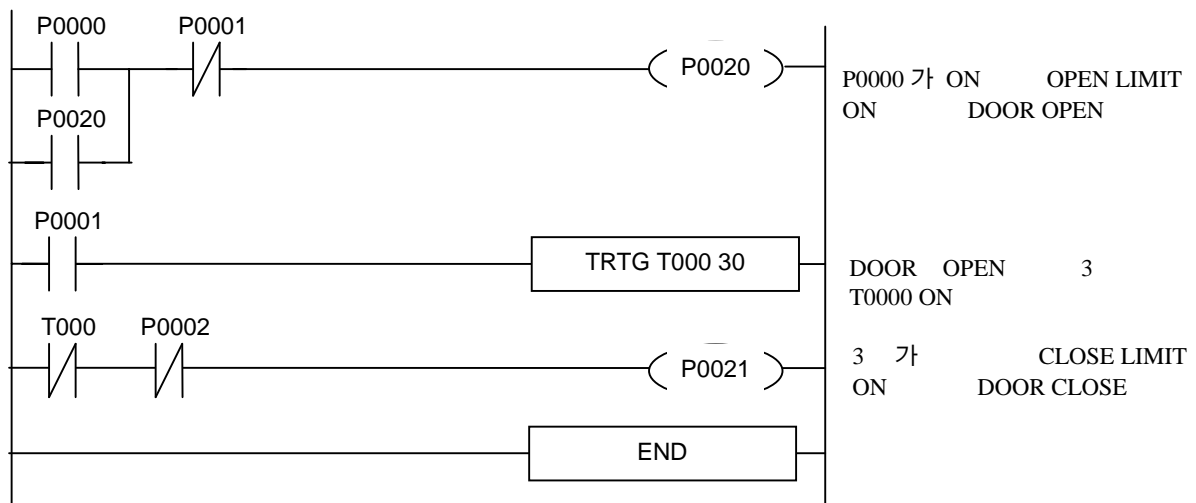 P0000 P0001
P0020
P0000 가 ON OPEN LIMIT
ON DOOR OPEN
P0020
P0001
TRTG T000 30
DOOR OPEN 3
T0000 ON
T000 P0002
P0021
3 가 CLOSE LIMIT
ON DOOR CLOSE
END